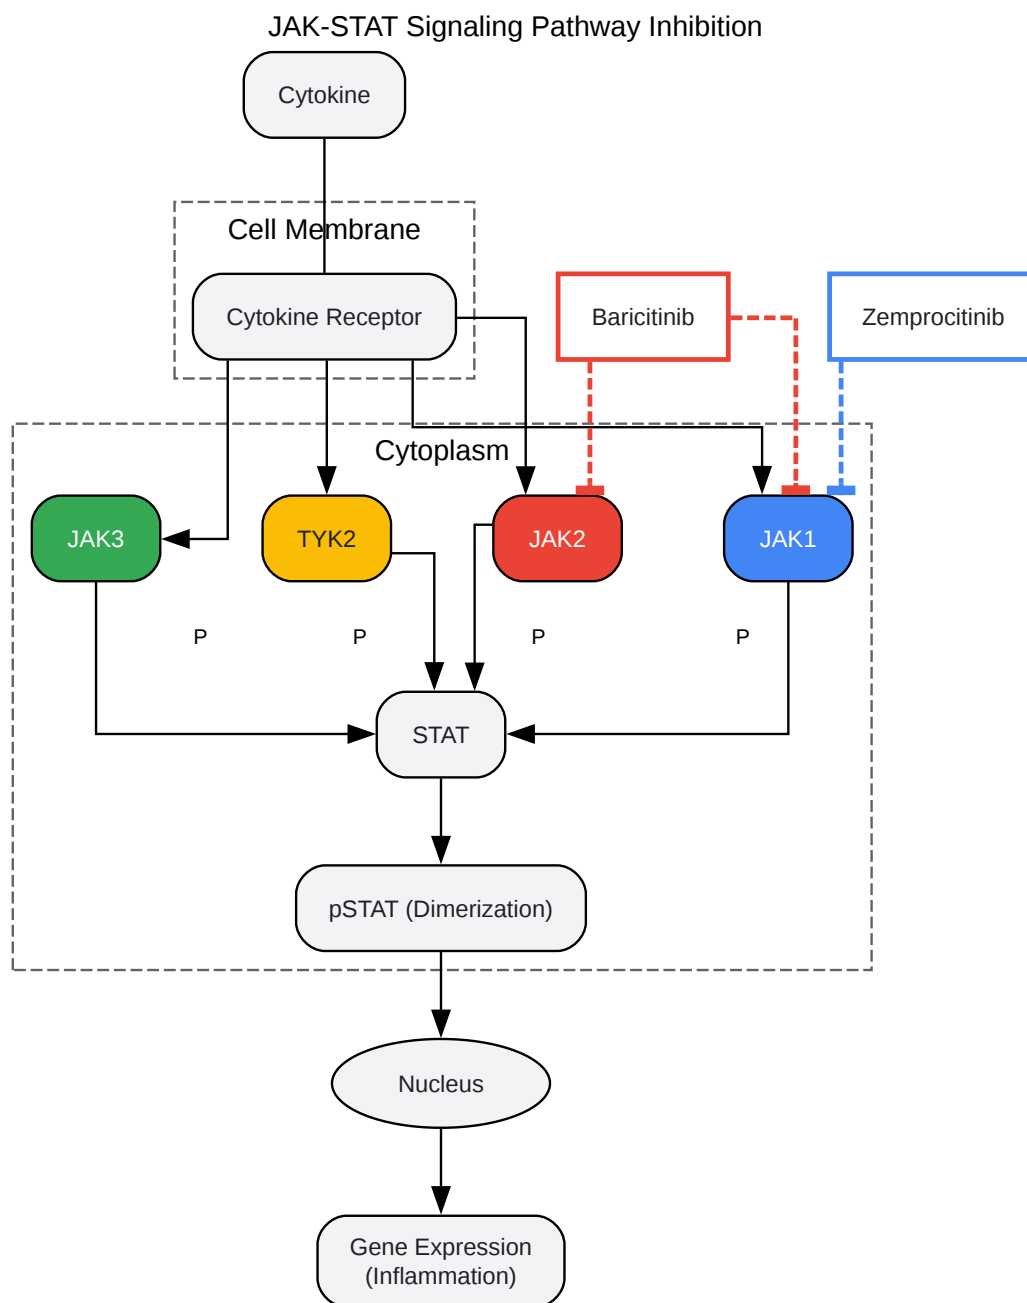 JAK-STAT Signaling Pathway Inhibition
Cytokine
Cell Membrane
Cytokine Receptor
Baricitinib
Zemprocitinib
Cytoplasm
JAK3
TYK2
JAK2
JAK1
P
P
P
P
STAT
pSTAT (Dimerization)
Nucleus
Gene Expression
(Inflammation)